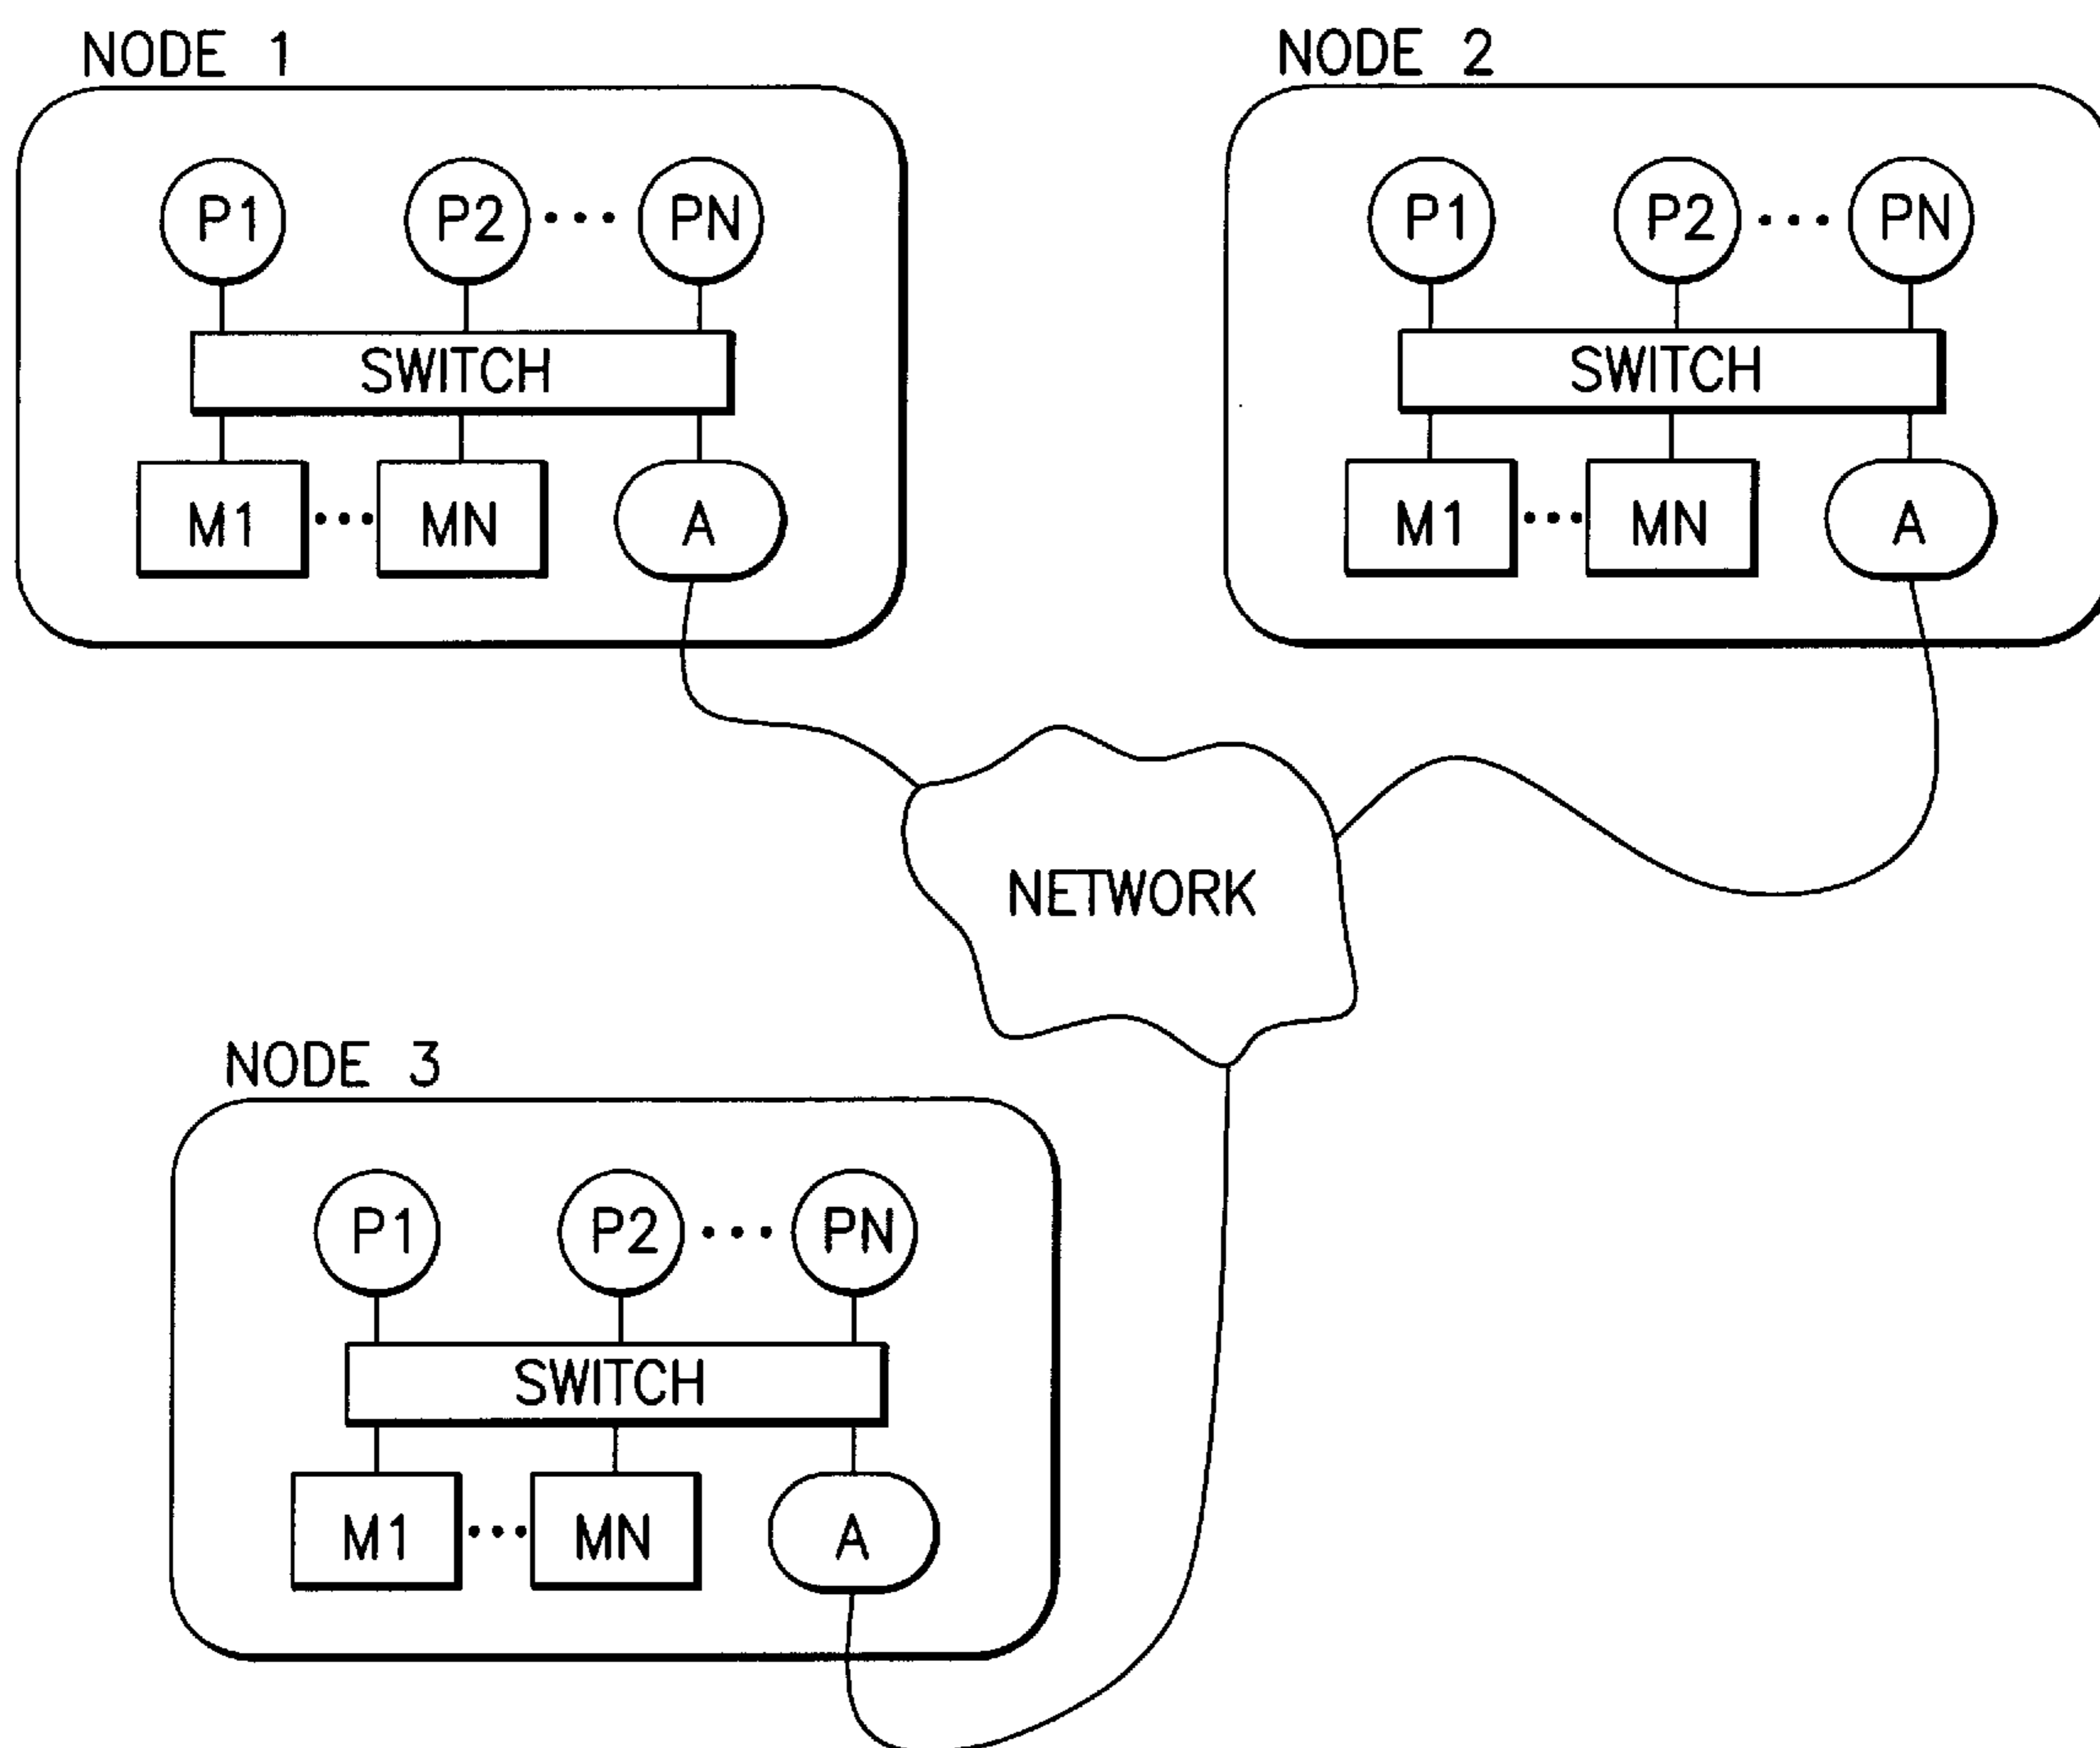 NODE 1
P1 P2 ••• PN
SWITCH
M1 ••• MN A
NODE 2
P1 P2 ••• PN
SWITCH
M1 ••• MN A
NETWORK
NODE 3
P1 P2 ••• PN
SWITCH
M1 ••• MN A